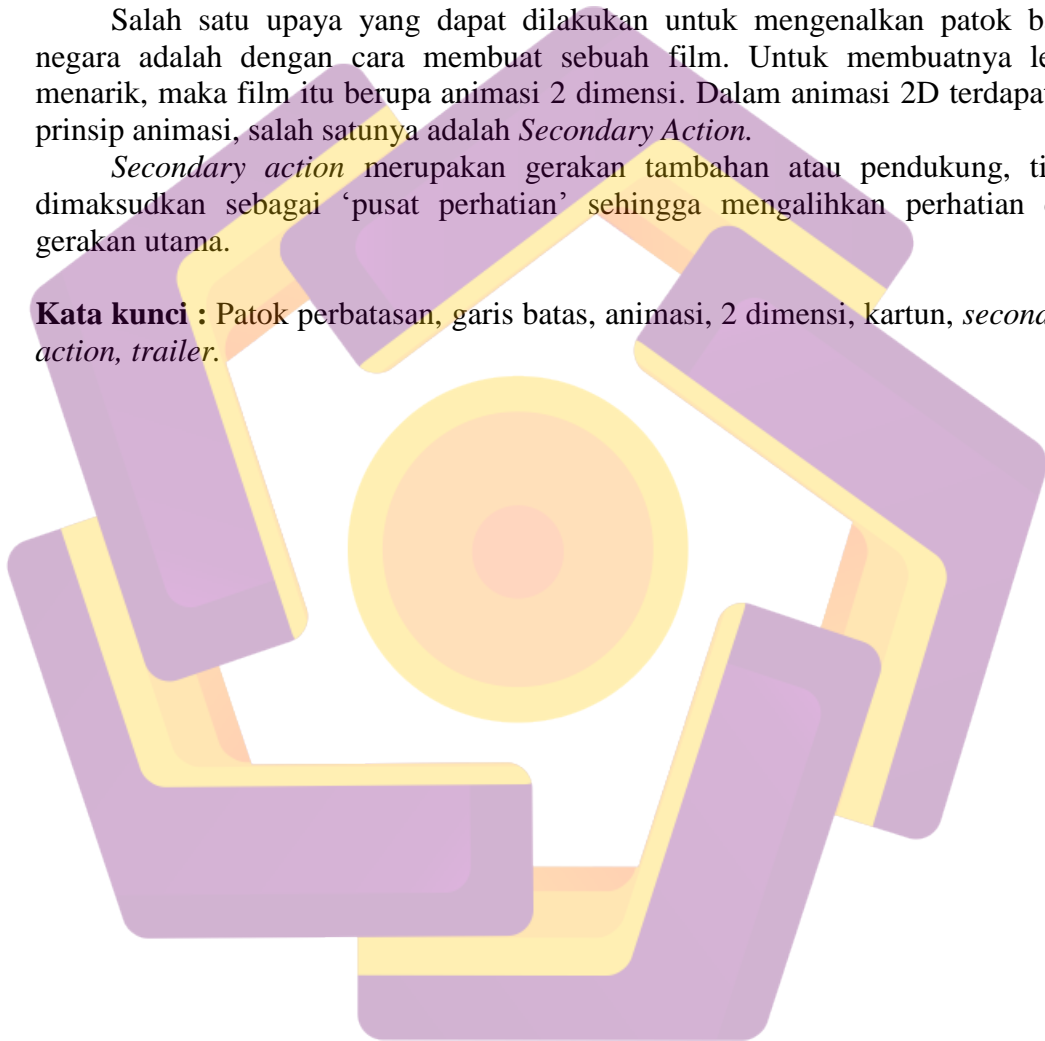 Salah satu upaya yang dapat dilakukan untuk mengenalkan patok
negara adalah dengan cara membuat sebuah film. Untuk membuatnya
menarik, maka film itu berupa animasi 2 dimensi. Dalam animasi 2D terdapat
prinsip animasi, salah satunya adalah Secondary Action.
Secondary action merupakan gerakan tambahan atau pendukung,
dimaksudkan sebagai ‘pusat perhatian’ sehingga mengalihkan perhatian
gerakan utama.
Kata kunci : Patok perbatasan, garis batas, animasi, 2 dimensi, kartun,
action, trailer.